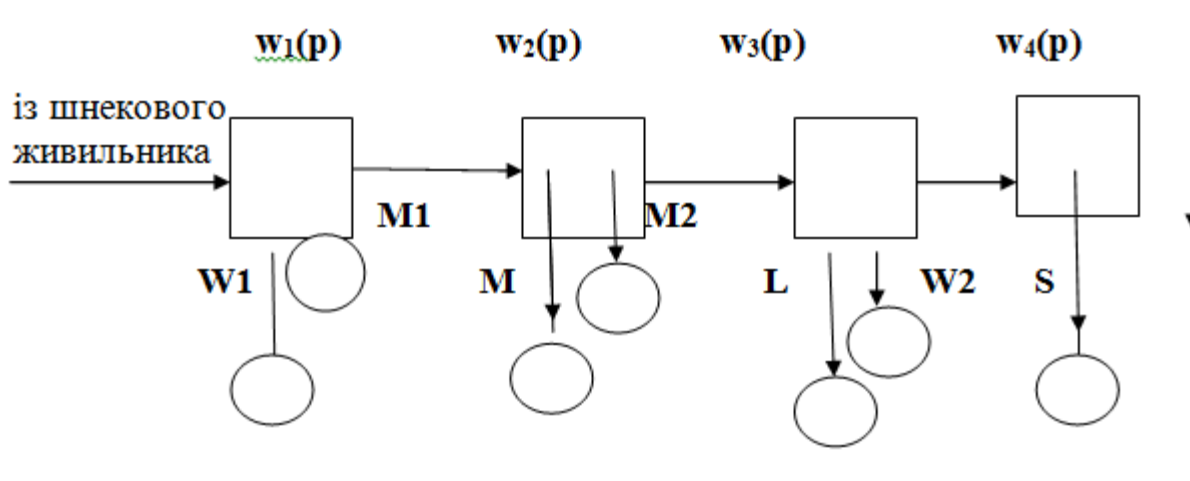 w₁(p) w₂(p) w₃(p) w₄(p)
із шнекового
живильника
M1 M2
W1 M L W2 S